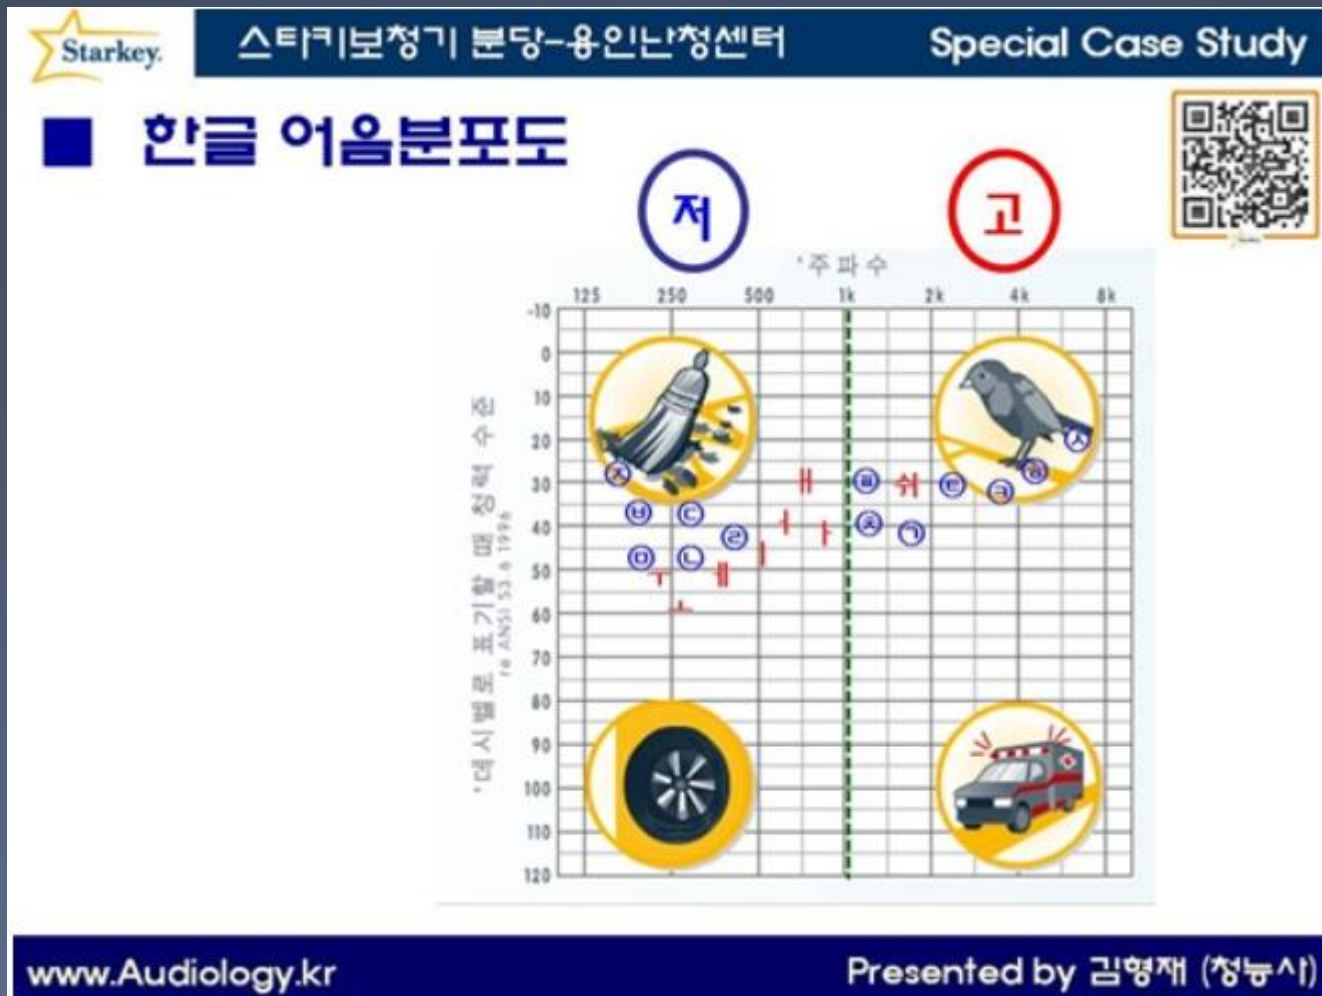 Starkey.
스타키보청기 분당-용인난청센터
Special Case Study
■ 한글 어음분포도
저
고
*주파수
125 250 500 1k 2k 4k 8k
-10
0
10
20
30
40
50
60
70
80
90
100
110
120
*데시벨로 표기할 때 청력 수준
re ANSI S3.6 1996
ㅅ
ㅈ ㅐ ㅍ 쉬 ㅌ ㅋ ㅎ
ㅂ ㄷ ㄹ ㅓ ㅏ ㅊ ㄱ
ㅁ ㄴ ㅣ
ㅜ ㅔ
ㅗ
www.Audiology.kr
Presented by 김형재 (청능사)